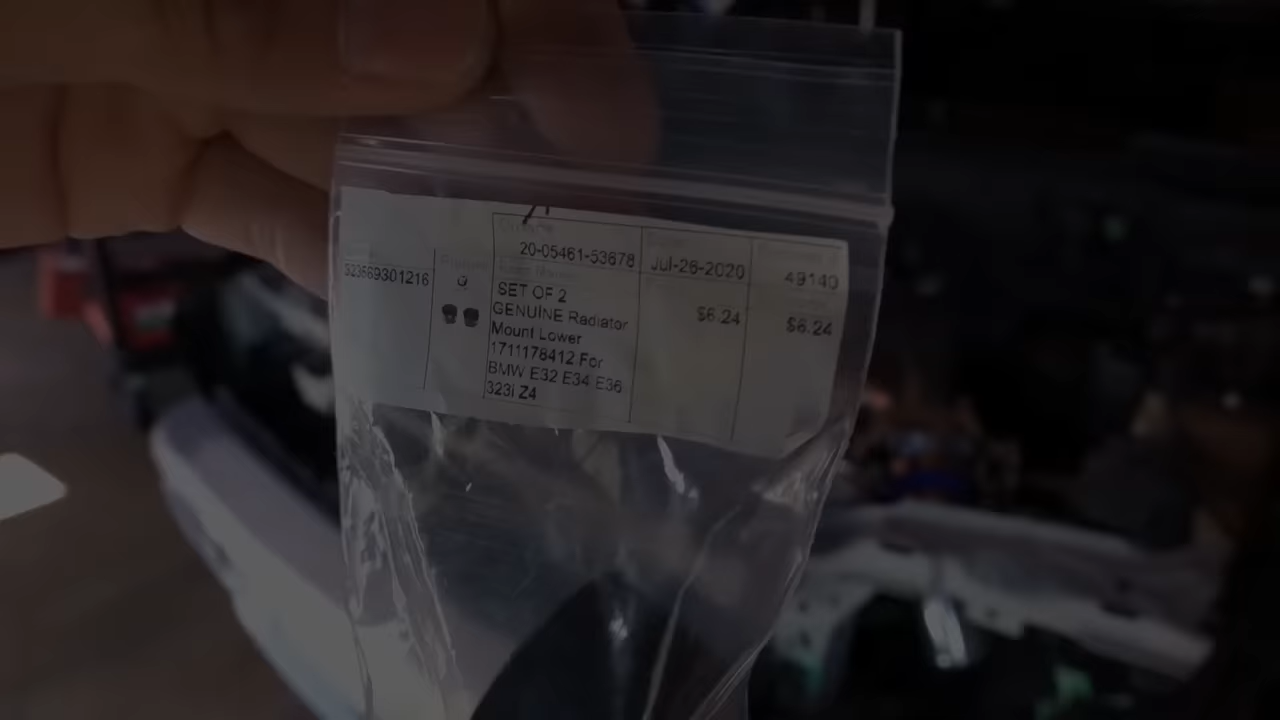 20-05461-53678 Jul-26-2020 49140
323669301216
SET OF 2 $6.24 $6.24
GENUINE Radiator
Mount Lower
1711178412 For
BMW E32 E34 E36
323i Z4